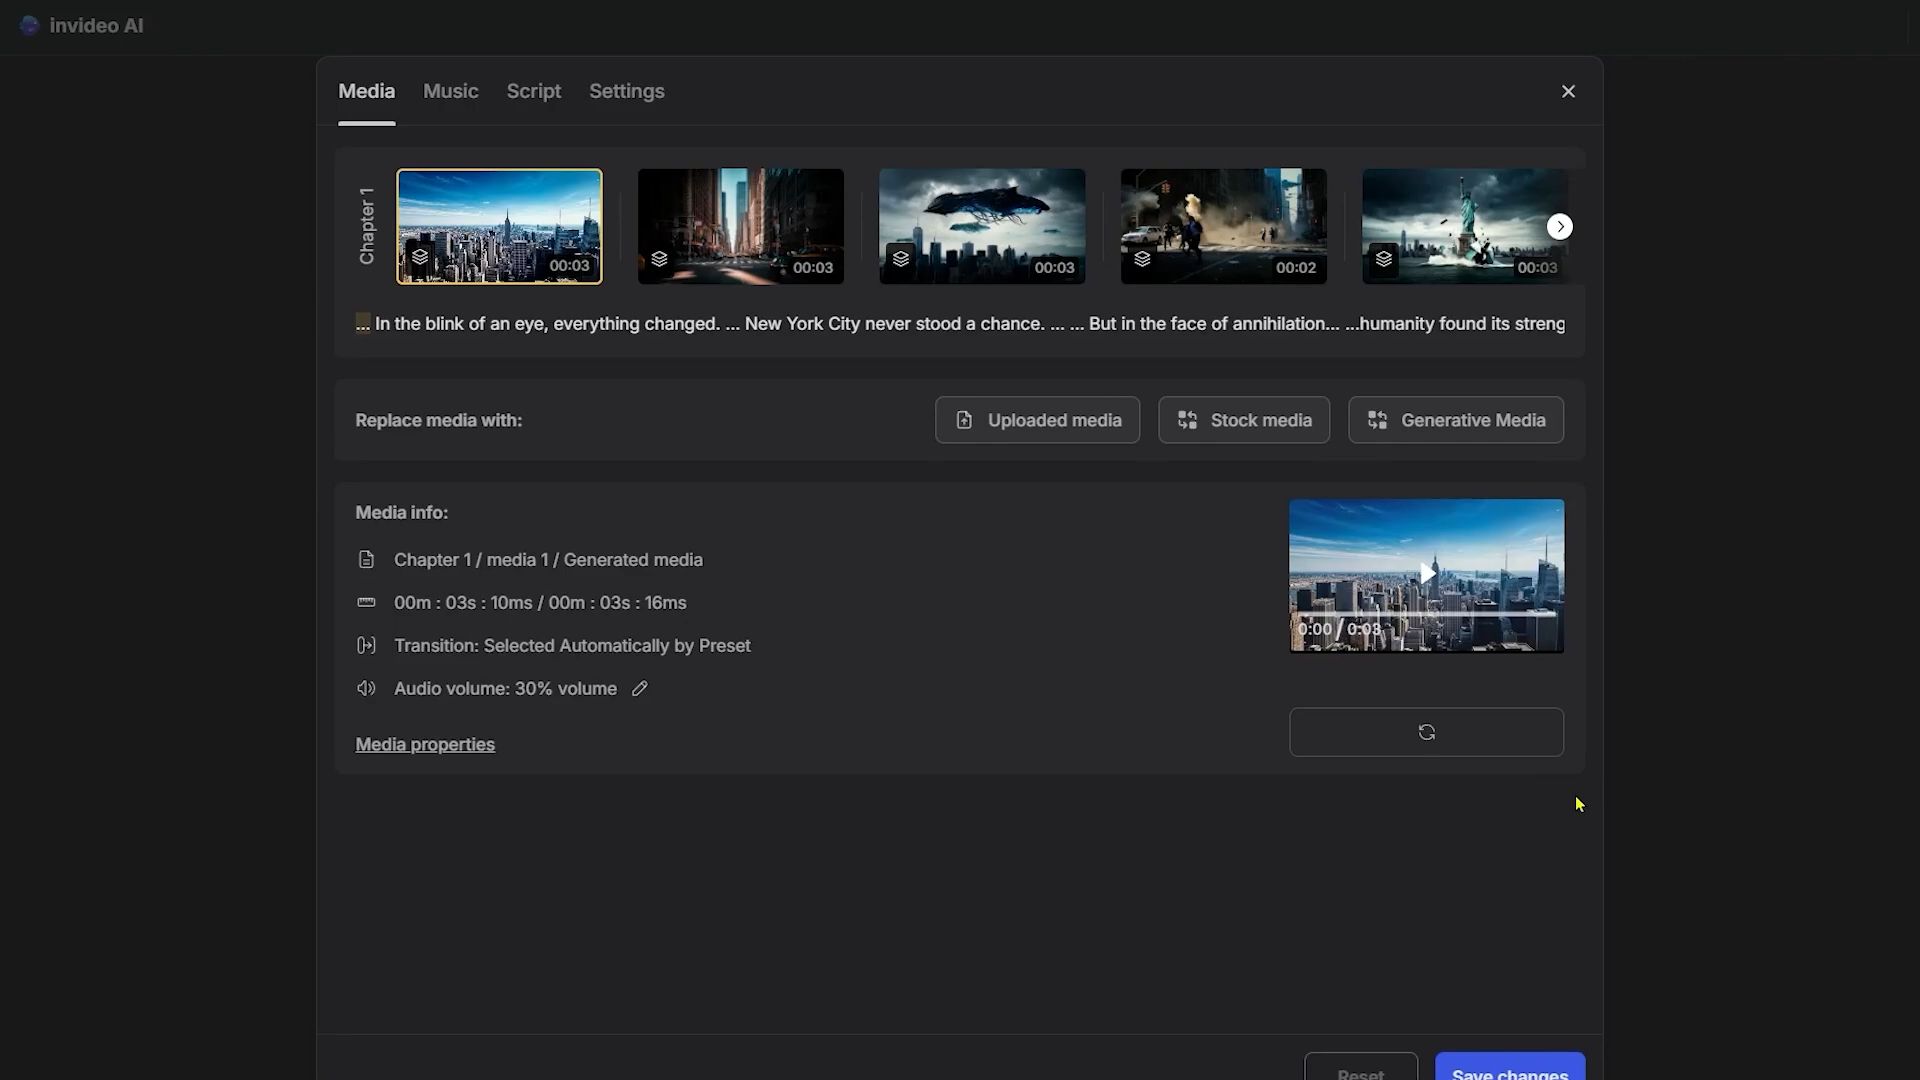 invideo AI
Media Music Script Settings
Chapter 1
00:03
00:03
00:03
00:02
00:03
... In the blink of an eye, everything changed. ... New York City never stood a chance. ... ... But in the face of annihilation... ...humanity found its streng
Replace media with:
Uploaded media
Stock media
Generative Media
Media info:
Chapter 1 / media 1 / Generated media
00m : 03s : 10ms / 00m : 03s : 16ms
Transition: Selected Automatically by Preset
Audio volume: 30% volume
Media properties
0:00 / 0:03
Reset
Save changes